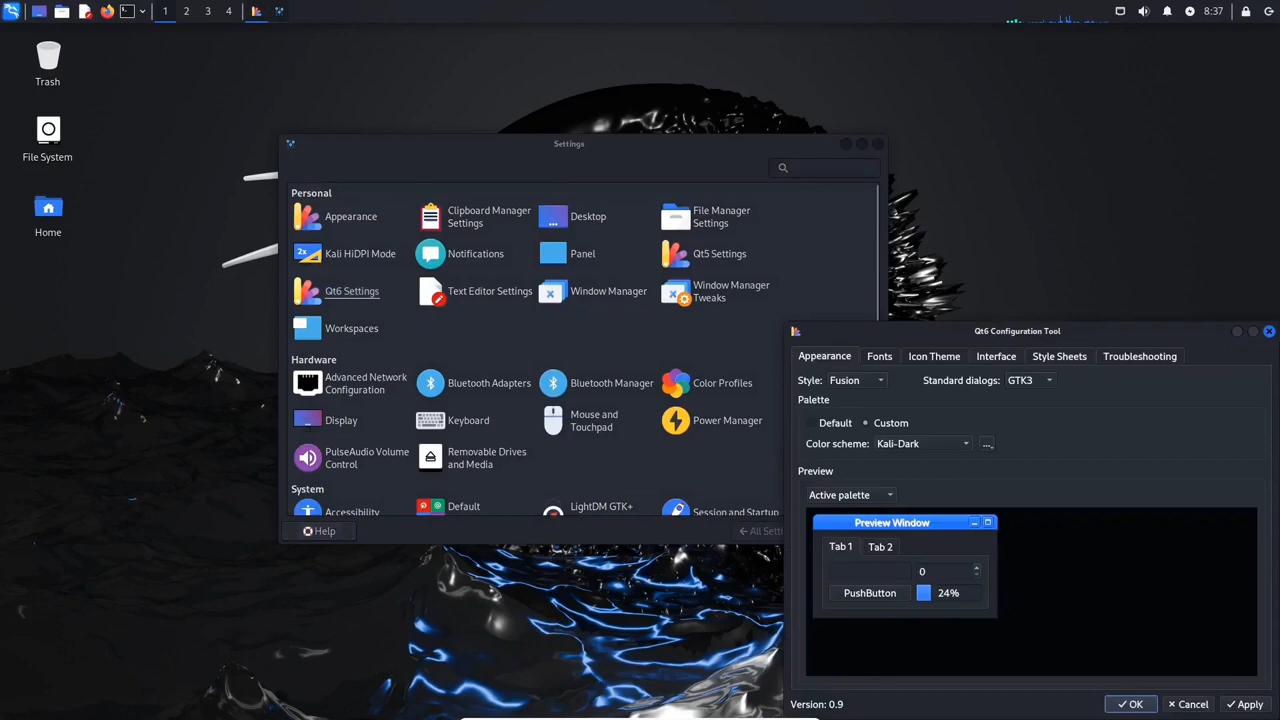 1 2 3 4 8:37
Trash
File System
Home
Settings
Personal
Appearance
Clipboard Manager
Settings
Desktop
File Manager
Settings
2x
Kali HiDPI Mode
Notifications
Panel
Qt5 Settings
Qt6 Settings
Text Editor Settings
Window Manager
Window Manager
Tweaks
Workspaces
Hardware
Advanced Network
Configuration
Bluetooth Adapters
Bluetooth Manager
Color Profiles
Display
Keyboard
Mouse and
Touchpad
Power Manager
PulseAudio Volume
Control
Removable Drives
and Media
System
Accessibility
Default
LightDM GTK+
Session and Startup
Help
All Setti
Qt6 Configuration Tool
Appearance Fonts Icon Theme Interface Style Sheets Troubleshooting
Style: Fusion Standard dialogs: GTK3
Palette
Default Custom
Color scheme: Kali-Dark ...
Preview
Active palette
Preview Window
Tab 1 Tab 2
0
PushButton 24%
Version: 0.9 OK Cancel Apply